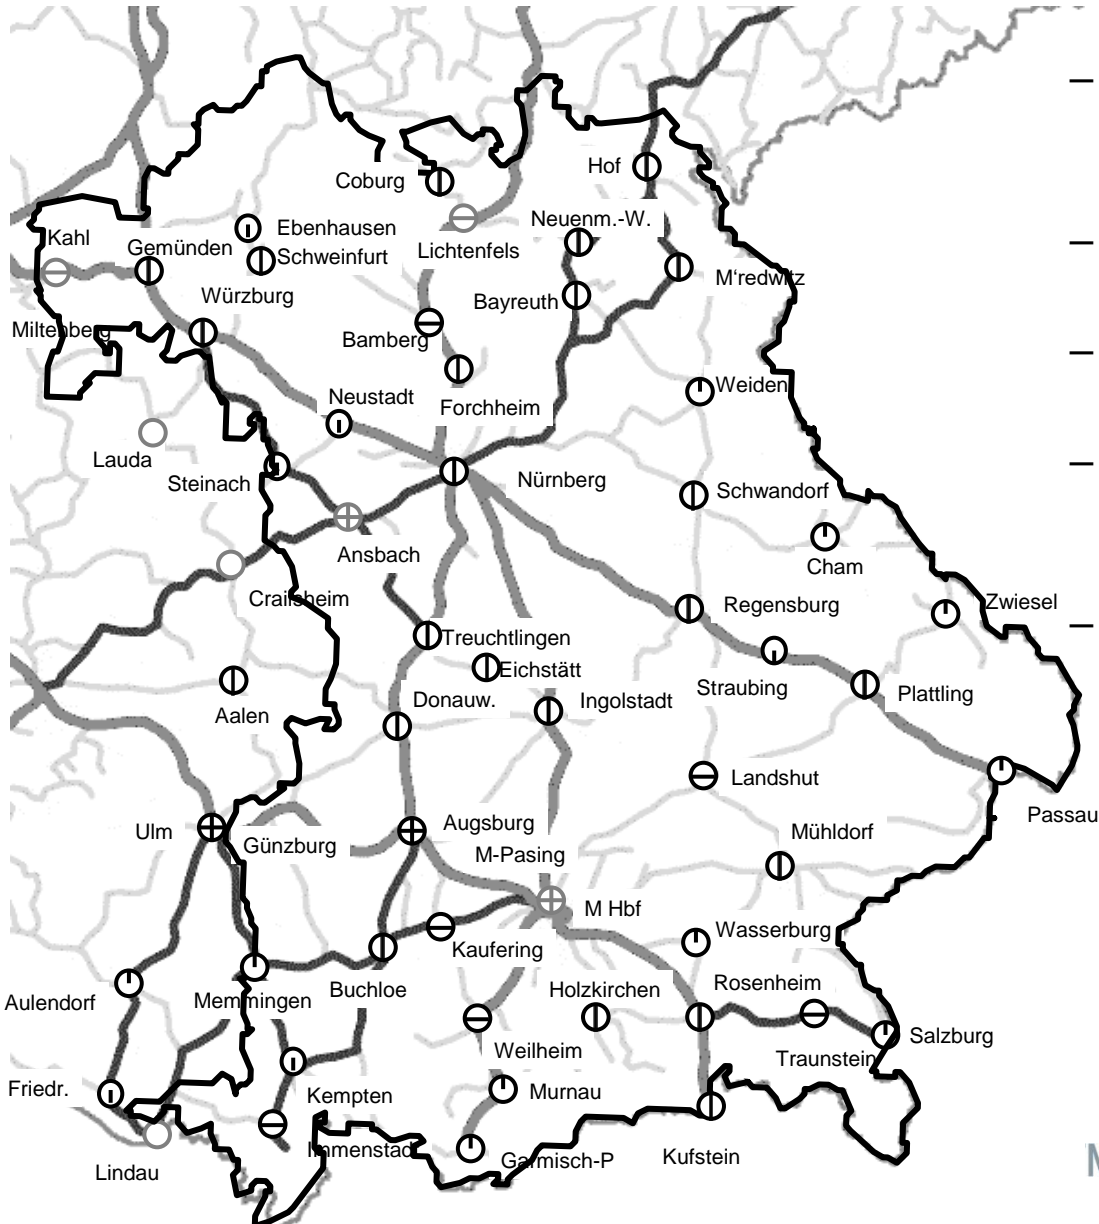 Hof
Coburg
Neuenm.-W.
Ebenhausen
Kahl
Gemünden
Lichtenfels
Schweinfurt
M'redwitz
Würzburg
Bayreuth
Miltenberg
Bamberg
Weiden
Neustadt
Forchheim
Lauda
Steinach
Nürnberg
Schwandorf
Ansbach
Cham
Crailsheim
Zwiesel
Regensburg
Treuchtlingen
Eichstätt
Straubing
Plattling
Donauw.
Ingolstadt
Aalen
Landshut
Passau
Augsburg
Ulm
Mühldorf
Günzburg
M-Pasing
M Hbf
Wasserburg
Kaufering
Rosenheim
Holzkirchen
Buchloe
Aulendorf
Memmingen
Salzburg
Weilheim
Traunstein
Friedr.
Murnau
Kempten
Immenstad
Garmisch-P
Kufstein
Lindau